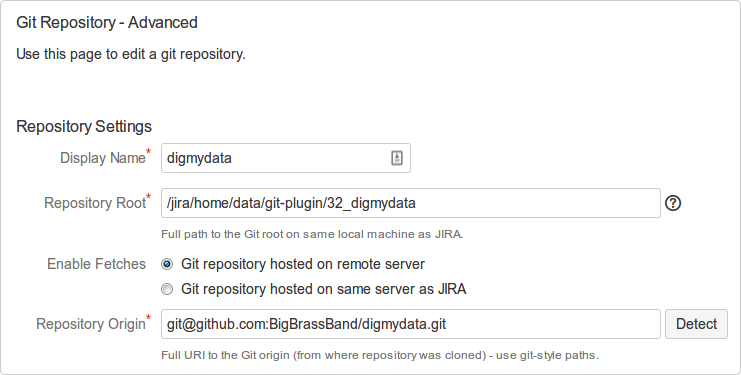 Git Repository - Advanced
Use this page to edit a git repository.
Repository Settings
Display Name* digmydata
Repository Root* /jira/home/data/git-plugin/32_digmydata
Full path to the Git root on same local machine as JIRA.
Enable Fetches Git repository hosted on remote server
Git repository hosted on same server as JIRA
Repository Origin* git@github.com:BigBrassBand/digmydata.git Detect
Full URI to the Git origin (from where repository was cloned) - use git-style paths.